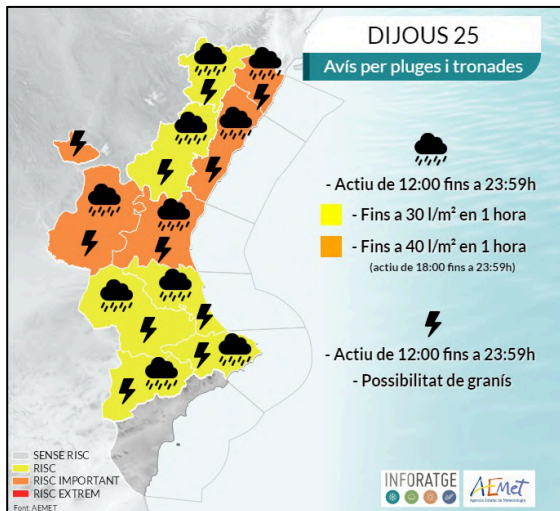 DIJOUS 25
Avís per pluges i tronades
- Actiu de 12:00 fins a 23:59h
- Fins a 30 l/m² en 1 hora
- Fins a 40 l/m² en 1 hora
(actiu de 18:00 fins a 23:59h)
- Actiu de 12:00 fins a 23:59h
- Possibilitat de granís
SENSE RISC
RISC
RISC IMPORTANT
RISC EXTREM
Font: AEMET
INFORATGE
AEMet
Agencia Estatal de Meteorología